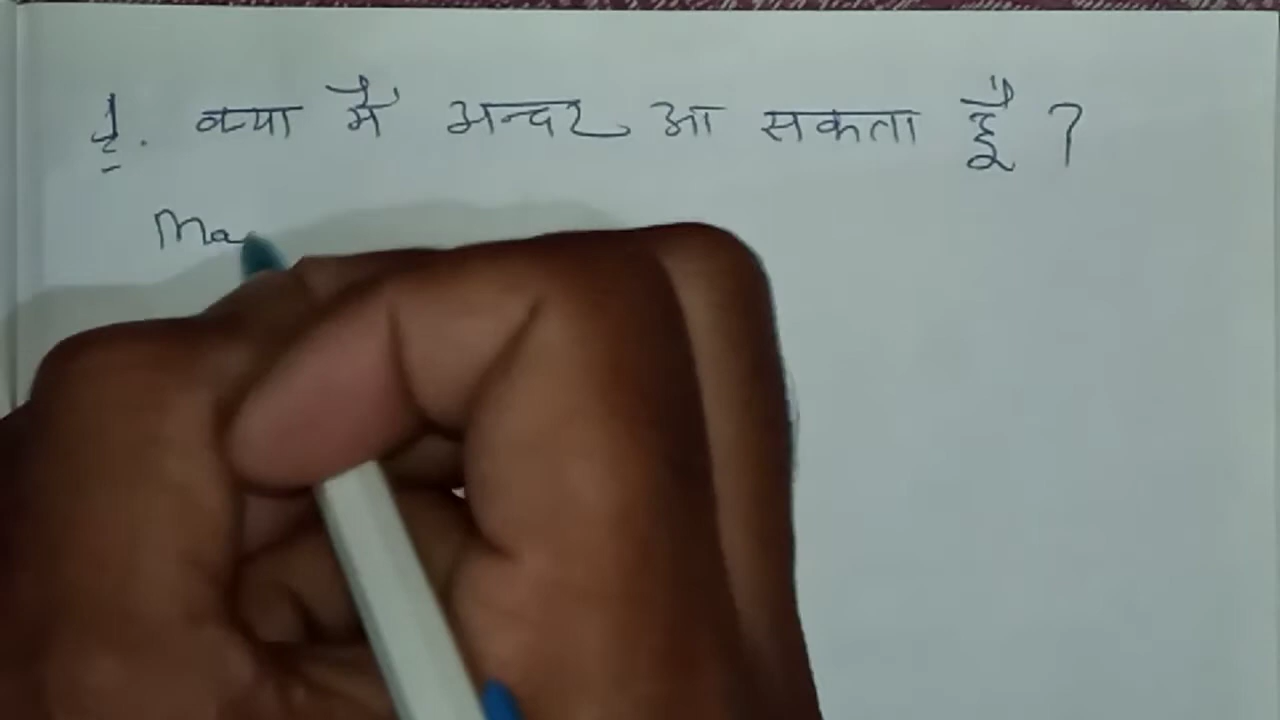 1. क्या मैं अन्दर आ सकता हूँ ?
Ma